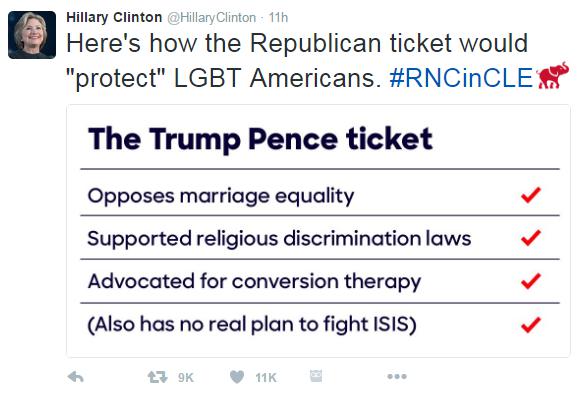 Hillary Clinton @HillaryClinton · 11h
Here's how the Republican ticket would
"protect" LGBT Americans. #RNCinCLE
The Trump Pence ticket
Opposes marriage equality
Supported religious discrimination laws
Advocated for conversion therapy
(Also has no real plan to fight ISIS)
9K 11K